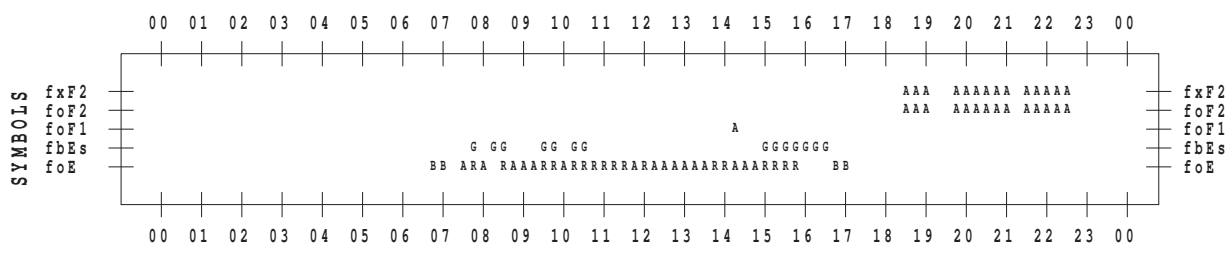 00 01 02 03 04 05 06 07 08 09 10 11 12 13 14 15 16 17 18 19 20 21 22 23 00
SYMBOLS
fxF2 AAA AAAAAA AAAAA fxF2
foF2 AAA AAAAAA AAAAA foF2
foF1 A foF1
fbEs G GG GG GG GGGGGGG fbEs
foE BB ARA RAAARRARRRRRRARAAAAAARRAAARRRR BB foE
00 01 02 03 04 05 06 07 08 09 10 11 12 13 14 15 16 17 18 19 20 21 22 23 00